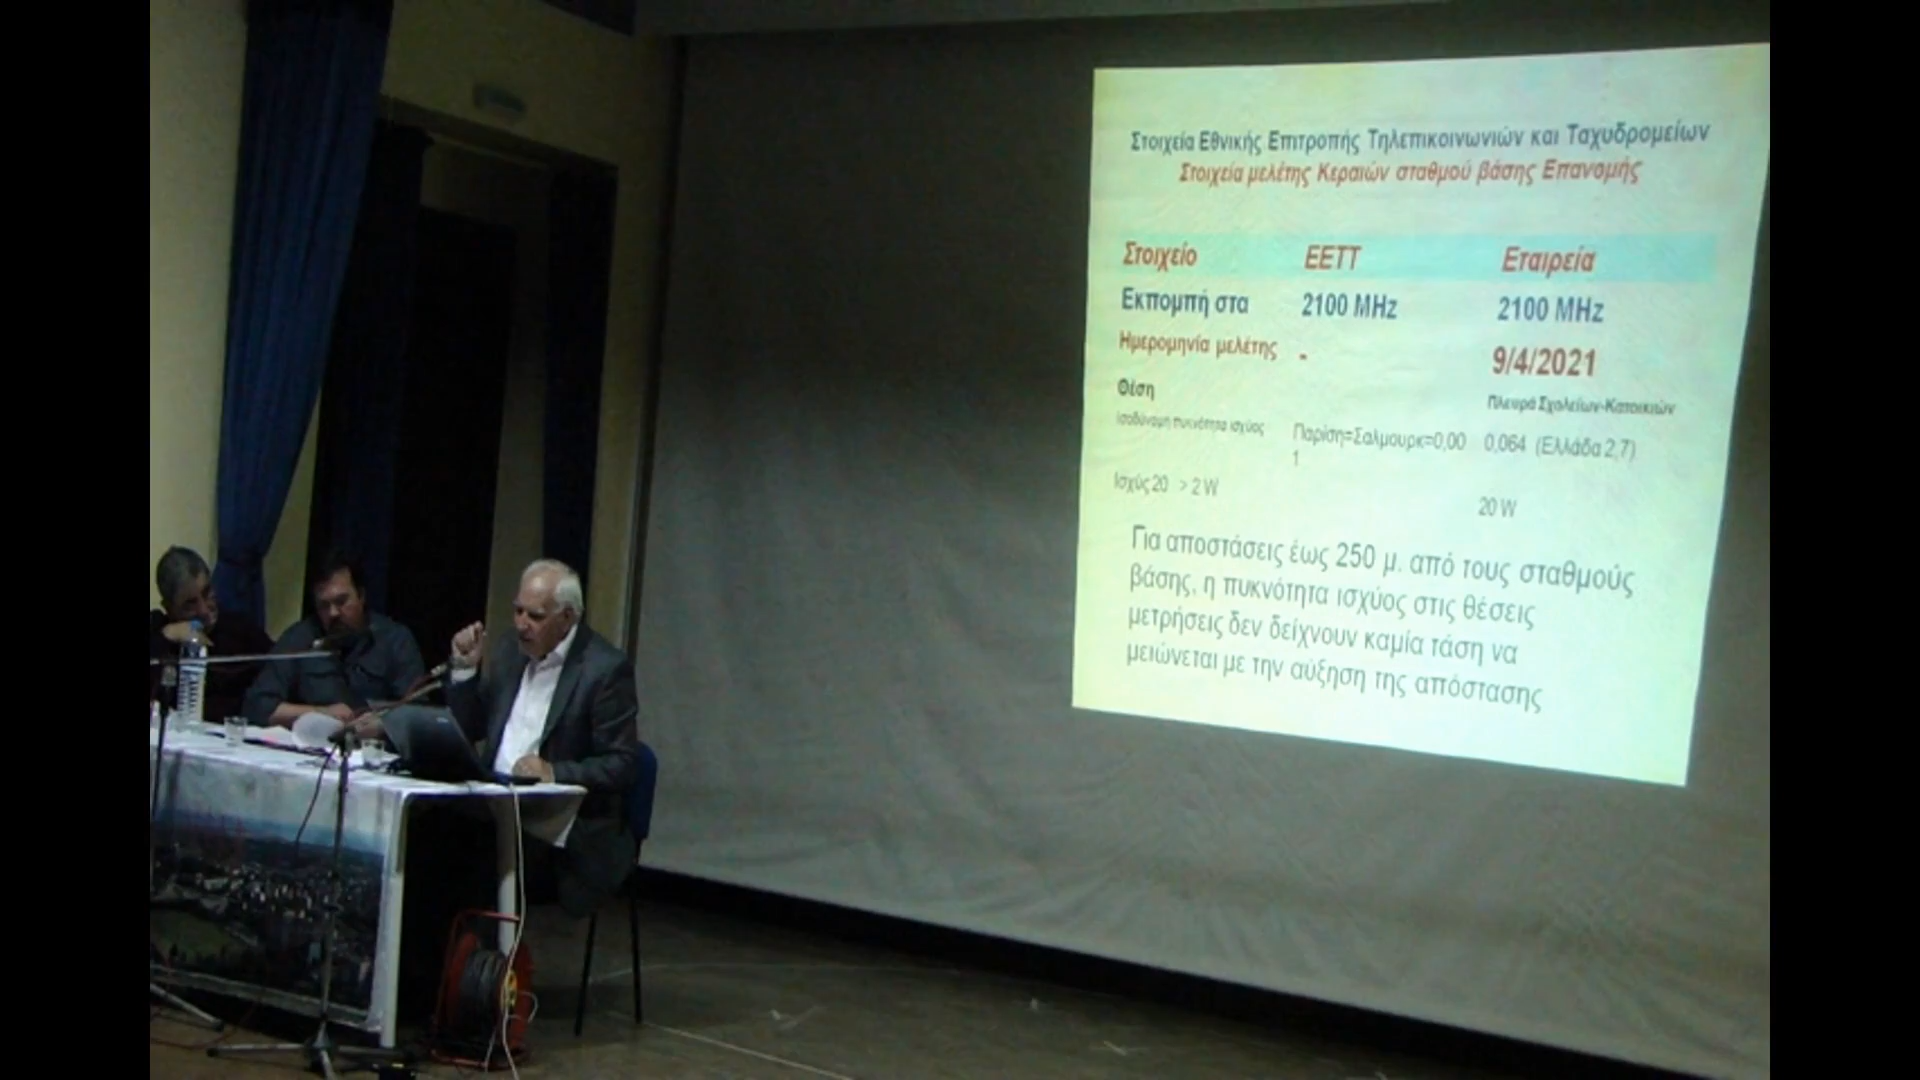 Στοιχεία Εθνικής Επιτροπής Τηλεπικοινωνιών και Ταχυδρομείων
Στοιχεία μελέτης Κεραιών σταθμού βάσης Επανομής
Στοιχείο ΕΕΤΤ Εταιρεία
Εκπομπή στα 2100 MHz 2100 MHz
Ημερομηνία μελέτης - 9/4/2021
Θέση Πλευρά Σχολείων-Κατοικιών
Ισοδύναμη πυκνότητα ισχύος Παρίση=Σαλμουρκ=0,00 0,064 (Ελλάδα 2,7)
1
Ισχύς 20 > 2 W 20 W
Για αποστάσεις έως 250 μ. από τους σταθμούς
βάσης, η πυκνότητα ισχύος στις θέσεις
μετρήσεις δεν δείχνουν καμία τάση να
μειώνεται με την αύξηση της απόστασης